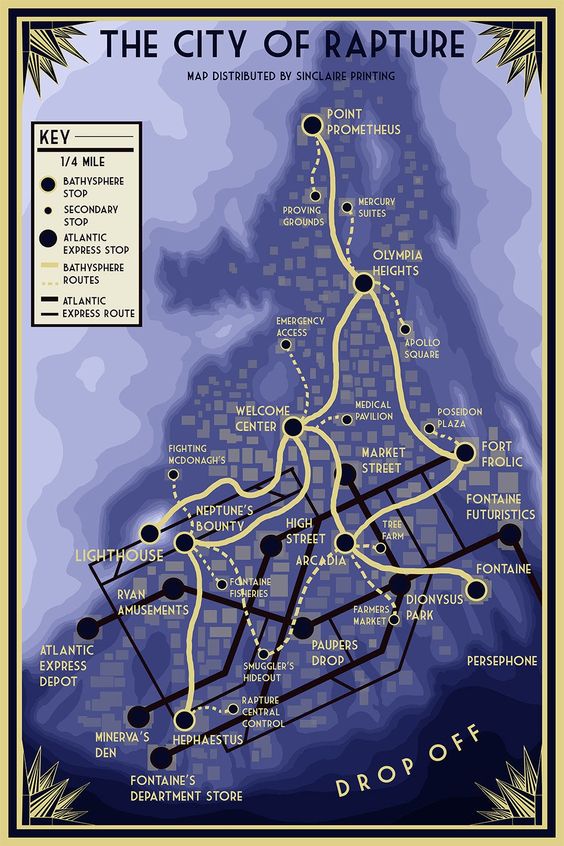 THE CITY OF RAPTURE
MAP DISTRIBUTED BY SINCLAIRE PRINTING
KEY
1/4 MILE
BATHYSPHERE
STOP
SECONDARY
STOP
ATLANTIC
EXPRESS STOP
BATHYSPHERE
ROUTES
ATLANTIC
EXPRESS ROUTE
POINT
PROMETHEUS
PROVING
GROUNDS
MERCURY
SUITES
OLYMPIA
HEIGHTS
EMERGENCY
ACCESS
APOLLO
SQUARE
WELCOME
CENTER
MEDICAL
PAVILION
POSEIDON
PLAZA
FIGHTING
MCDONAGH'S
MARKET
STREET
FORT
FROLIC
NEPTUNE'S
BOUNTY
HIGH
STREET
FONTAINE
FUTURISTICS
LIGHTHOUSE
ARCADIA
TREE
FARM
RYAN
AMUSEMENTS
FONTAINE
FISHERIES
FARMERS
MARKET
DIONYSUS
PARK
FONTAINE
ATLANTIC
EXPRESS
DEPOT
SMUGGLER'S
HIDEOUT
PAUPERS
DROP
PERSEPHONE
MINERVA'S
DEN
HEPHAESTUS
RAPTURE
CENTRAL
CONTROL
FONTAINE'S
DEPARTMENT STORE
DROP OFF